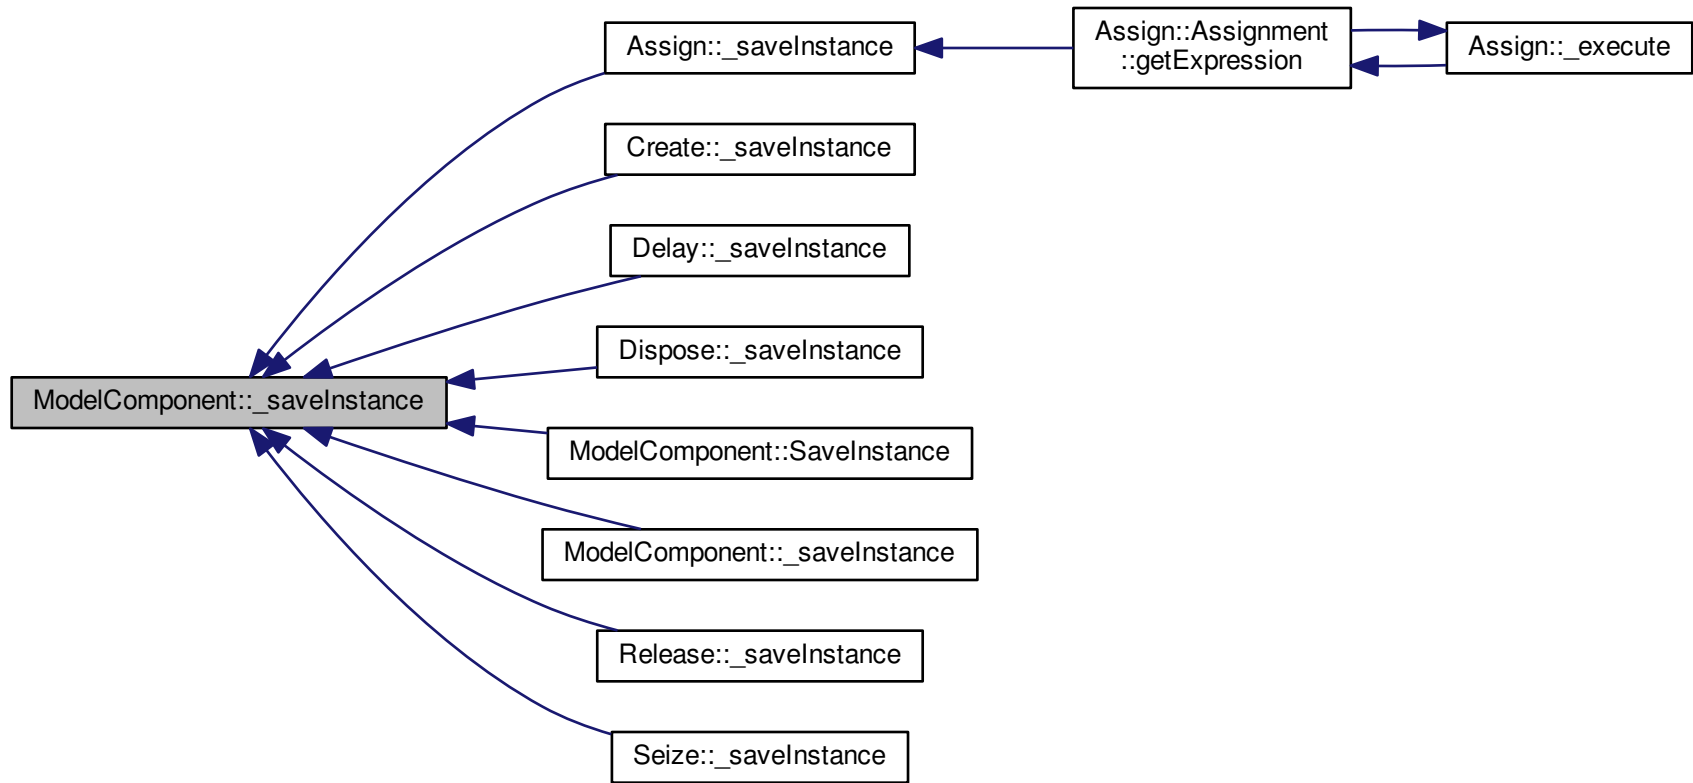 Assign::_saveInstance
Assign::Assignment
::getExpression
Assign::_execute
Create::_saveInstance
Delay::_saveInstance
Dispose::_saveInstance
ModelComponent::_saveInstance
ModelComponent::SaveInstance
ModelComponent::_saveInstance
Release::_saveInstance
Seize::_saveInstance